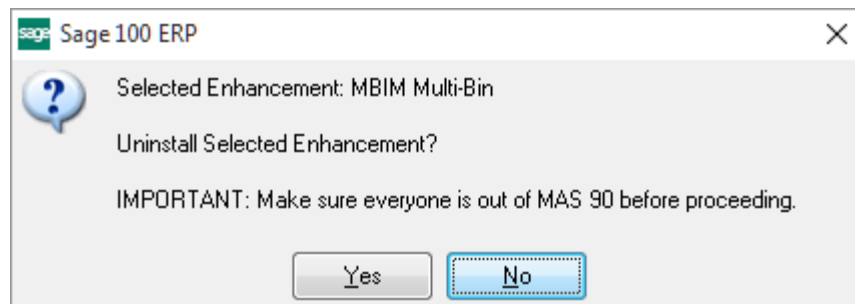 sage Sage 100 ERP
Selected Enhancement: MBIM Multi-Bin
Uninstall Selected Enhancement?
IMPORTANT: Make sure everyone is out of MAS 90 before proceeding.
Yes No